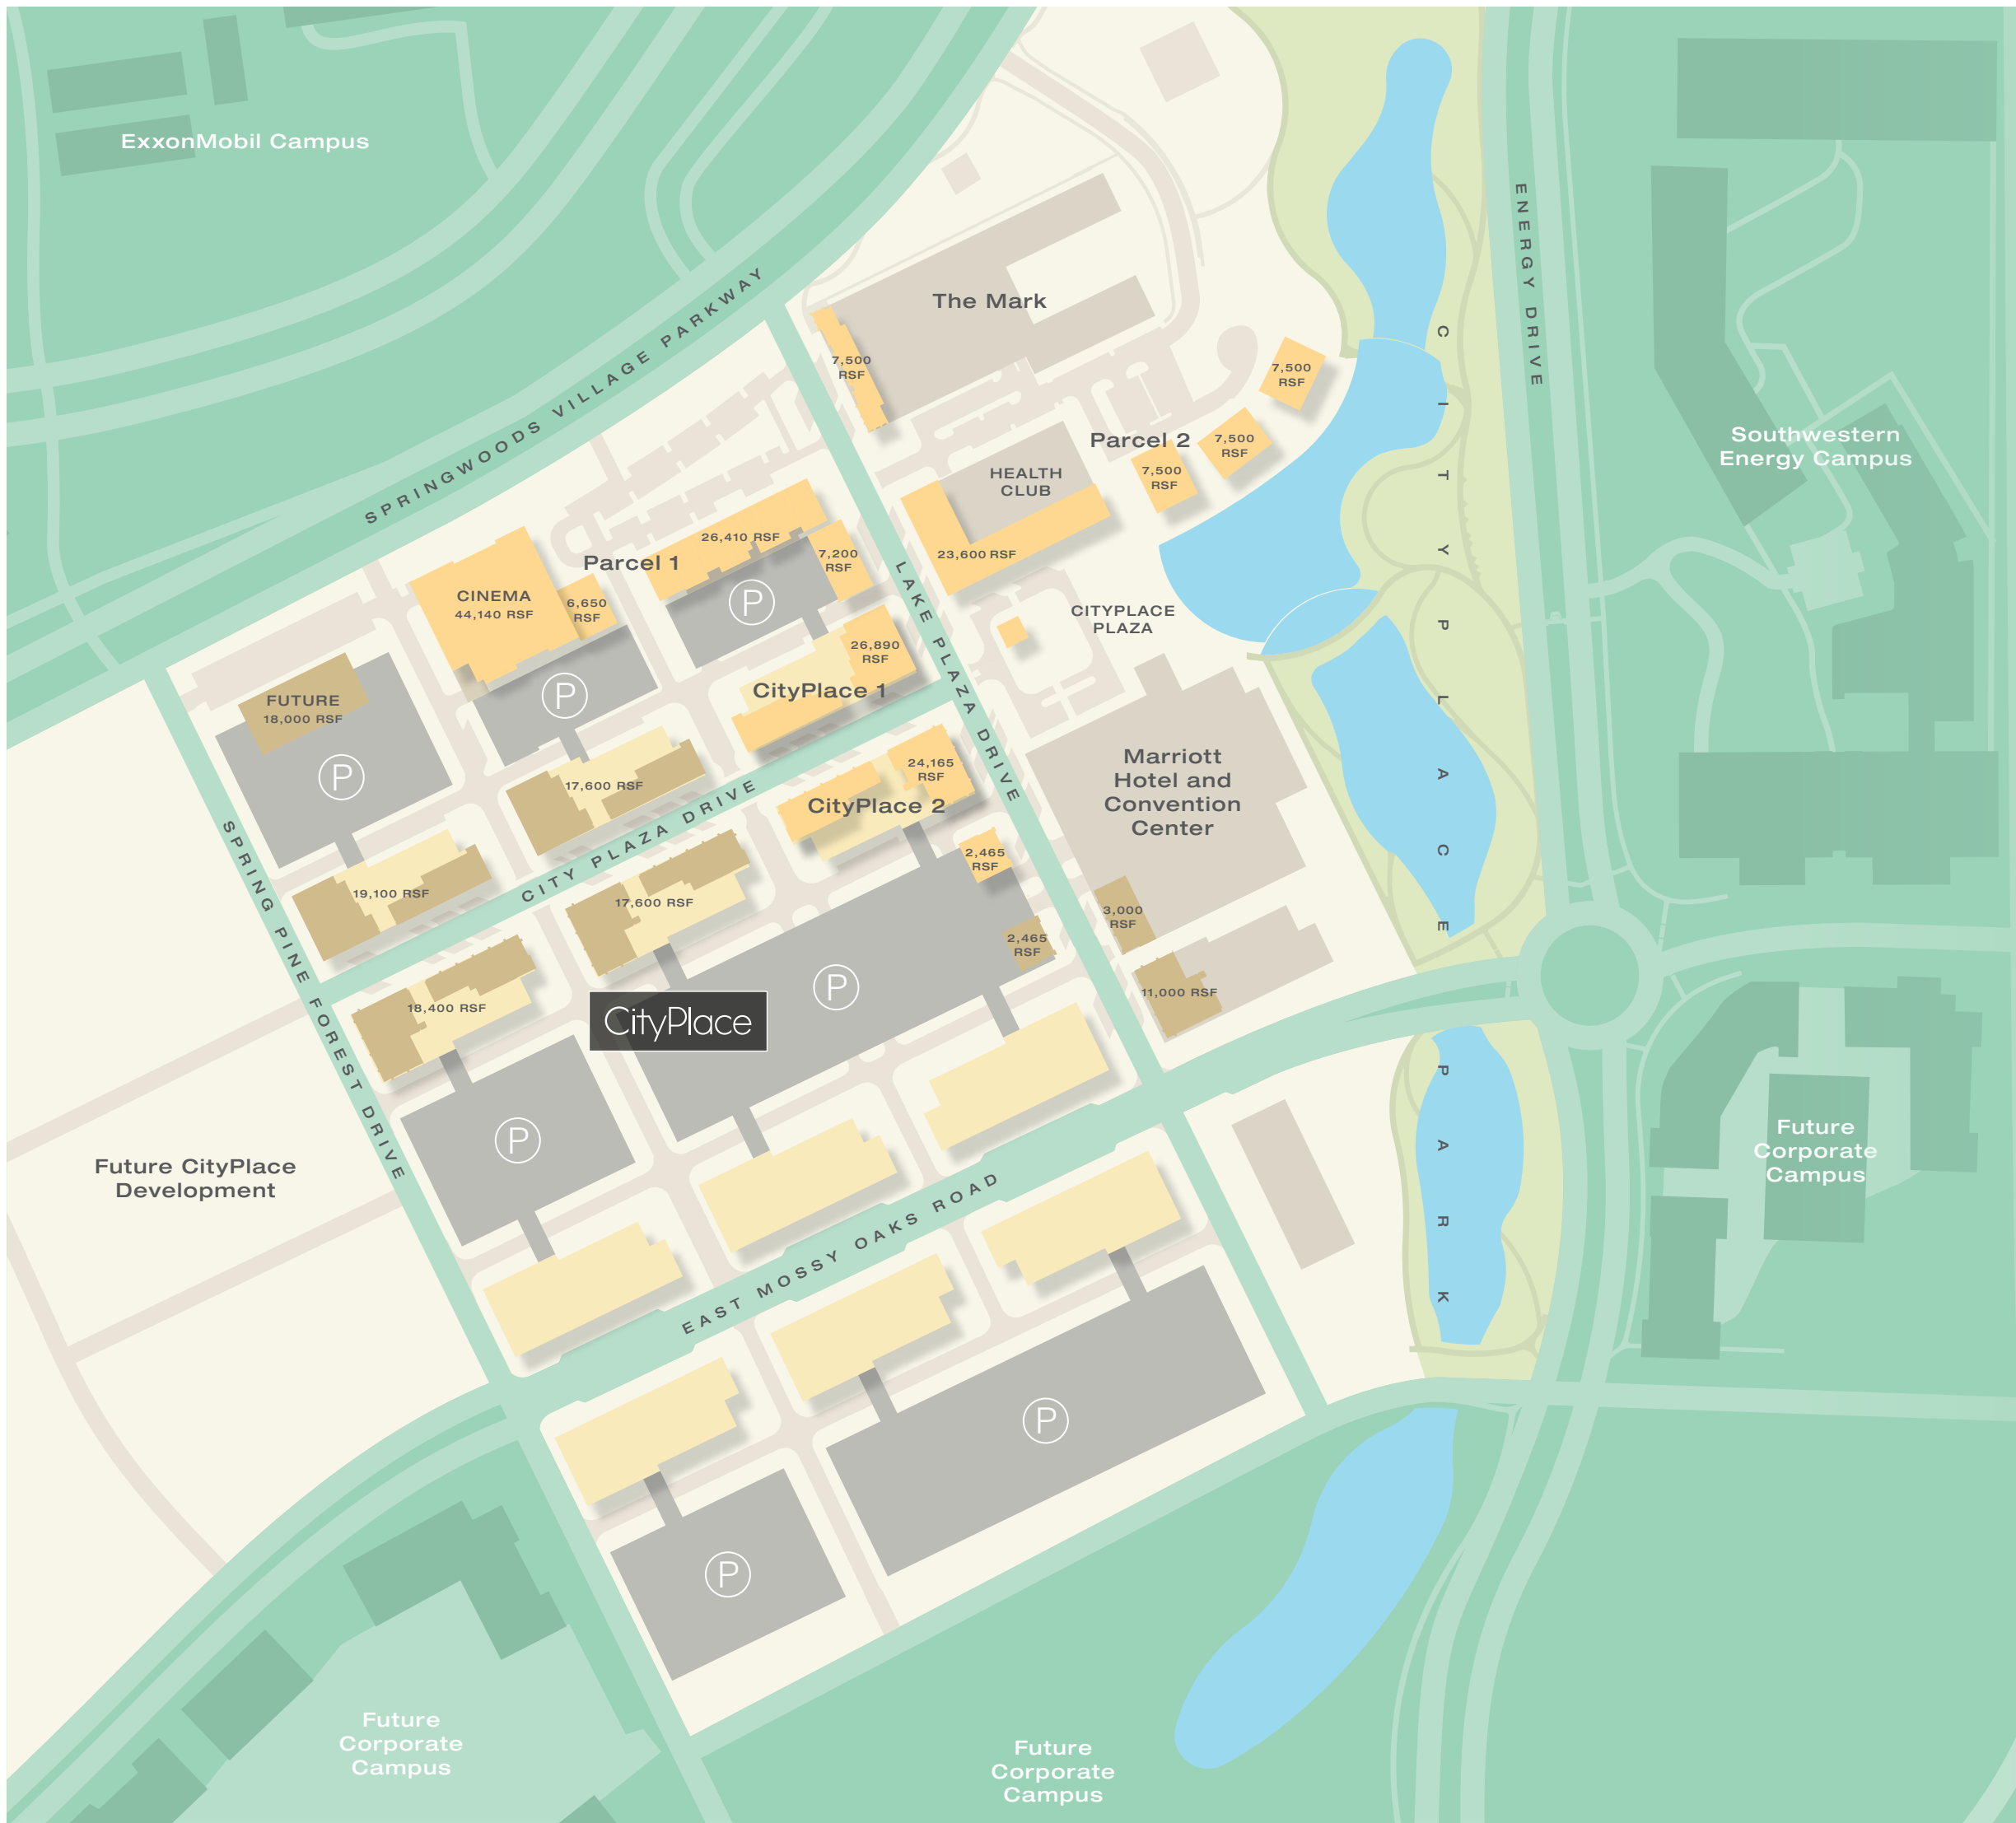 ExxonMobil Campus
SPRINGWOODS VILLAGE PARKWAY
ENERGY DRIVE
The Mark
7,500
RSF
7,500
RSF
7,500
RSF
7,500
RSF
Parcel 2
HEALTH
CLUB
23,600 RSF
Southwestern
Energy Campus
CITYPLACE PARK
Parcel 1
26,410 RSF
7,200
RSF
CINEMA
44,140 RSF
6,650
RSF
P
P
LAKE PLAZA DRIVE
CITYPLACE
PLAZA
26,890
RSF
CityPlace 1
FUTURE
18,000 RSF
P
17,600 RSF
CITY PLAZA DRIVE
24,165
RSF
CityPlace 2
Marriott
Hotel and
Convention
Center
2,465
RSF
SPRING PINE FOREST DRIVE
19,100 RSF
17,600 RSF
3,000
RSF
2,465
RSF
11,000 RSF
18,400 RSF
CityPlace
P
P
Future CityPlace
Development
Future
Corporate
Campus
EAST MOSSY OAKS ROAD
P
P
Future
Corporate
Campus
Future
Corporate
Campus